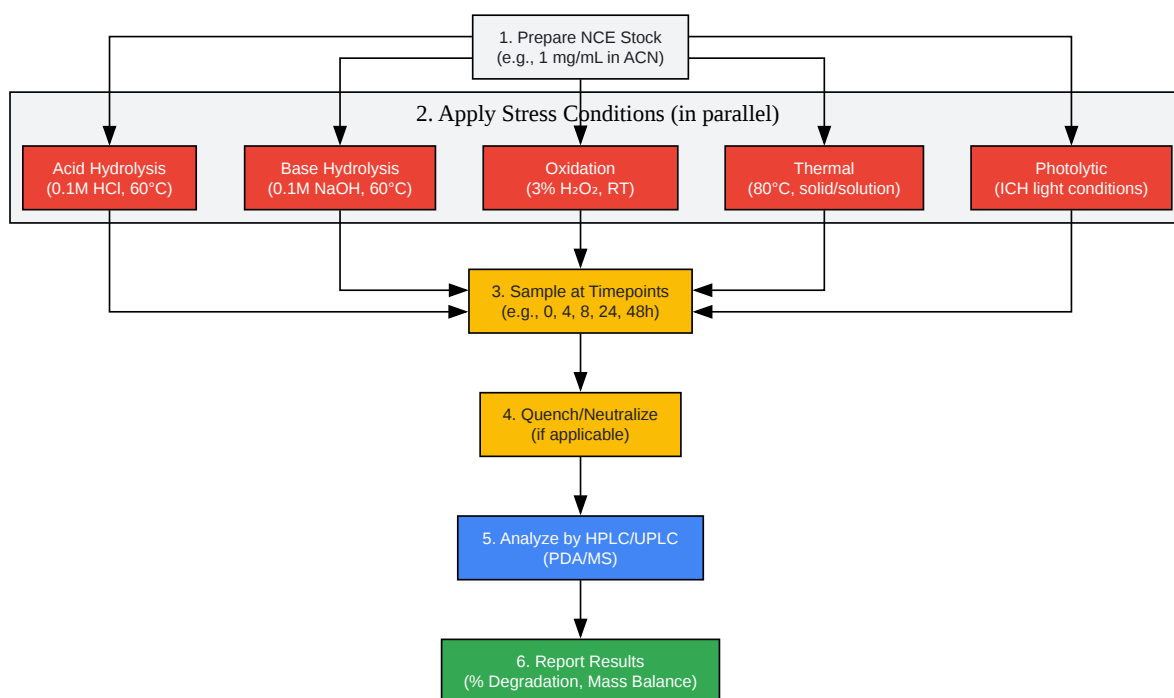 1. Prepare NCE Stock
(e.g., 1 mg/mL in ACN)
2. Apply Stress Conditions (in parallel)
Acid Hydrolysis
(0.1M HCl, 60°C)
Base Hydrolysis
(0.1M NaOH, 60°C)
Oxidation
(3% H₂O₂, RT)
Thermal
(80°C, solid/solution)
Photolytic
(ICH light conditions)
3. Sample at Timepoints
(e.g., 0, 4, 8, 24, 48h)
4. Quench/Neutralize
(if applicable)
5. Analyze by HPLC/UPLC
(PDA/MS)
6. Report Results
(% Degradation, Mass Balance)